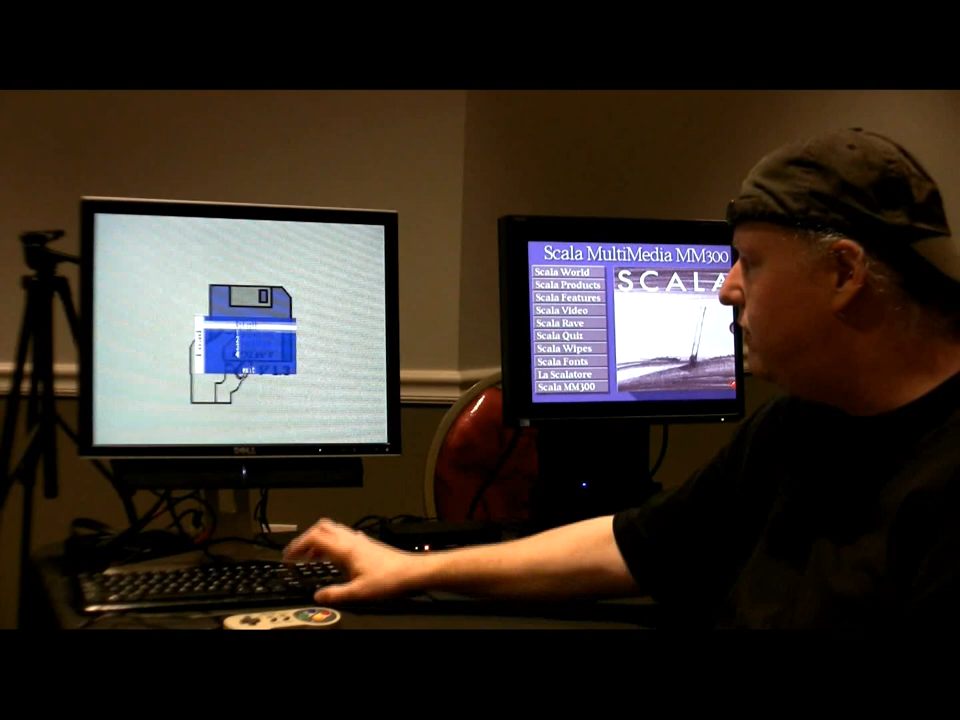 DELL
Scala MultiMedia MM300
Scala World
Scala Products
Scala Features
Scala Video
Scala Rave
Scala Quiz
Scala Wipes
Scala Fonts
La Scalatore
Scala MM300
SCALA